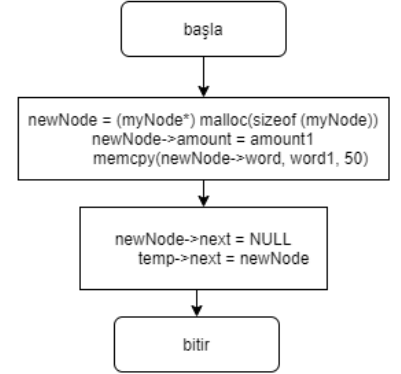 başla
newNode = (myNode*) malloc(sizeof (myNode))
newNode->amount = amount1
memcpy(newNode->word, word1, 50)
newNode->next = NULL
temp->next = newNode
bitir